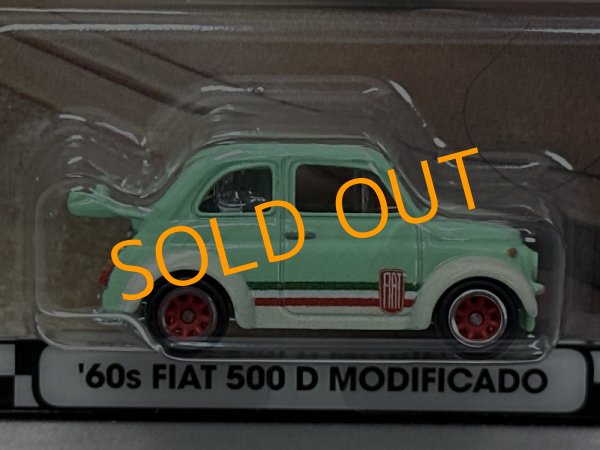 SOLD OUT
FIAT
'60s FIAT 500 D MODIFICADO